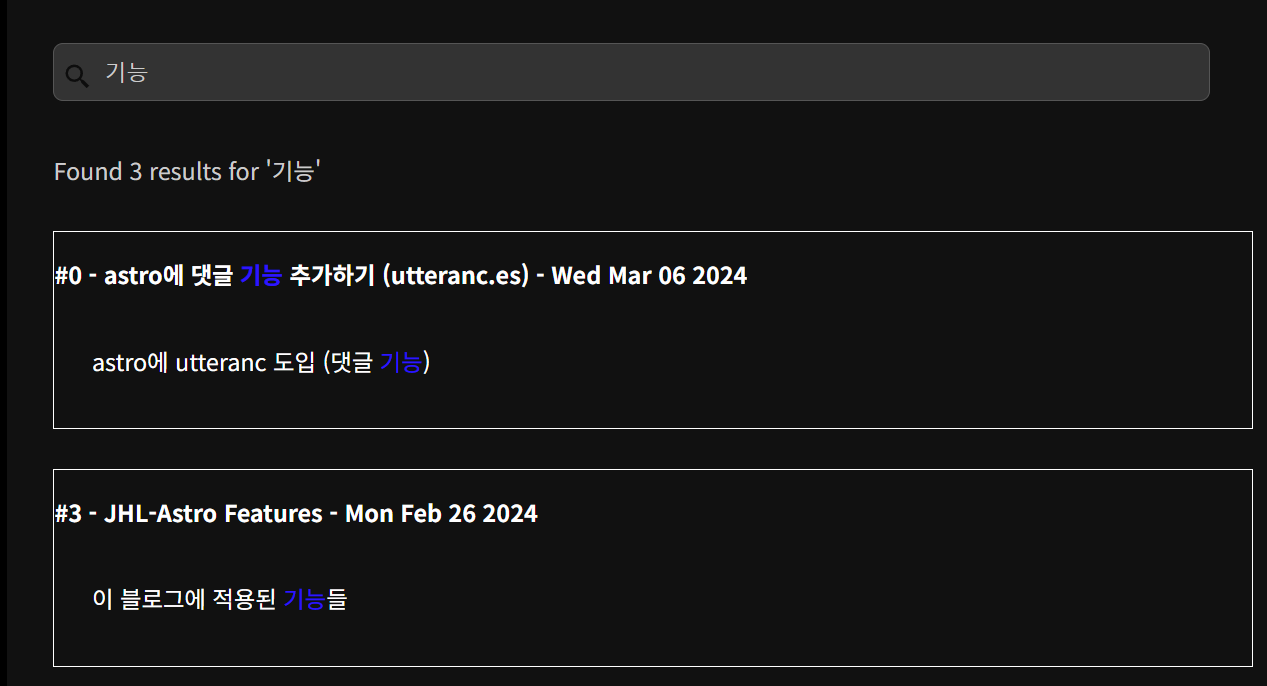 기능
Found 3 results for '기능'
#0 - astro에 댓글 기능 추가하기 (utteranc.es) - Wed Mar 06 2024
astro에 utteranc 도입 (댓글 기능)
#3 - JHL-Astro Features - Mon Feb 26 2024
이 블로그에 적용된 기능들